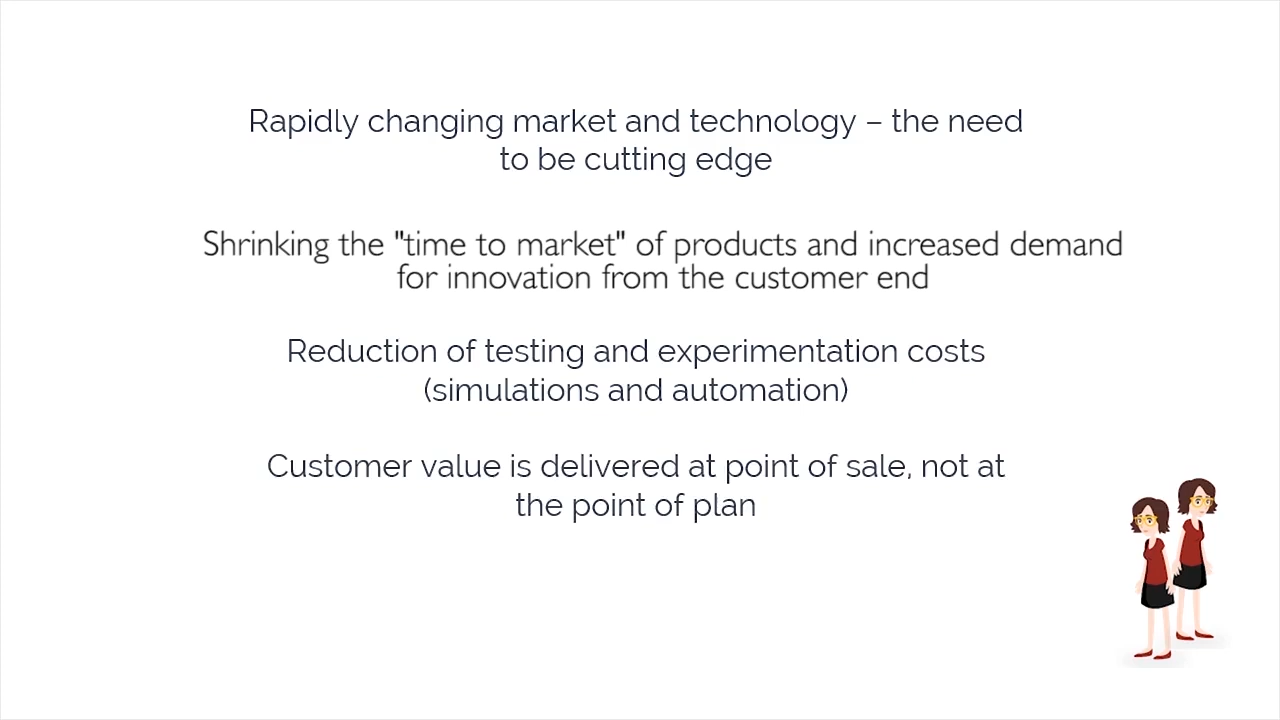 Rapidly changing market and technology – the need
to be cutting edge
Shrinking the "time to market" of products and increased demand
for innovation from the customer end
Reduction of testing and experimentation costs
(simulations and automation)
Customer value is delivered at point of sale, not at
the point of plan